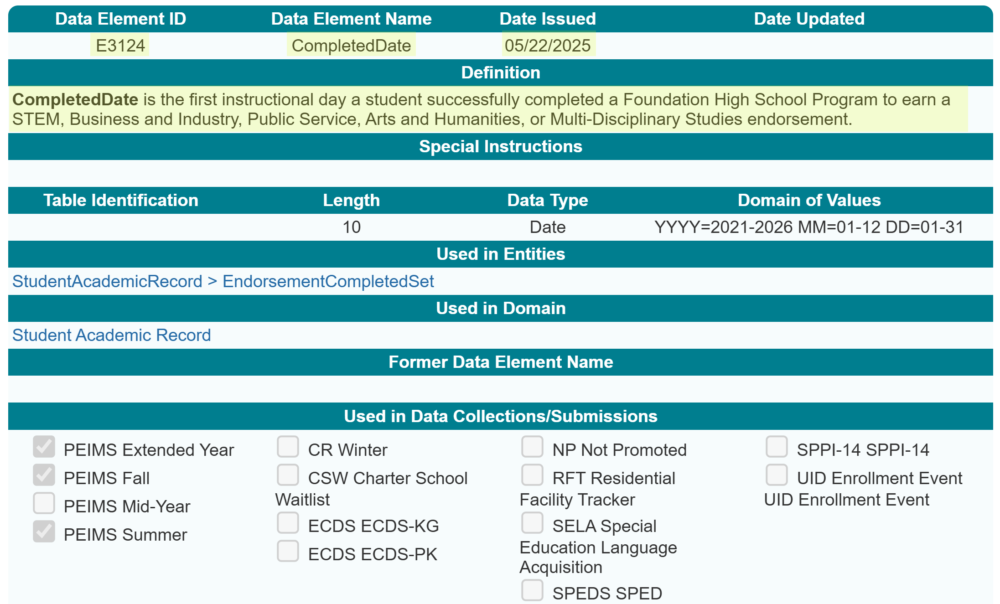 Data Element ID Data Element Name Date Issued Date Updated
E3124 CompletedDate 05/22/2025
Definition
CompletedDate is the first instructional day a student successfully completed a Foundation High School Program to earn a
STEM, Business and Industry, Public Service, Arts and Humanities, or Multi-Disciplinary Studies endorsement.
Special Instructions
Table Identification Length Data Type Domain of Values
10 Date YYYY=2021-2026 MM=01-12 DD=01-31
Used in Entities
StudentAcademicRecord > EndorsementCompletedSet
Used in Domain
Student Academic Record
Former Data Element Name
Used in Data Collections/Submissions
PEIMS Extended Year
PEIMS Fall
PEIMS Mid-Year
PEIMS Summer
CR Winter
CSW Charter School
Waitlist
ECDS ECDS-KG
ECDS ECDS-PK
NP Not Promoted
RFT Residential
Facility Tracker
SELA Special
Education Language
Acquisition
SPEDS SPED
SPPI-14 SPPI-14
UID Enrollment Event
UID Enrollment Event